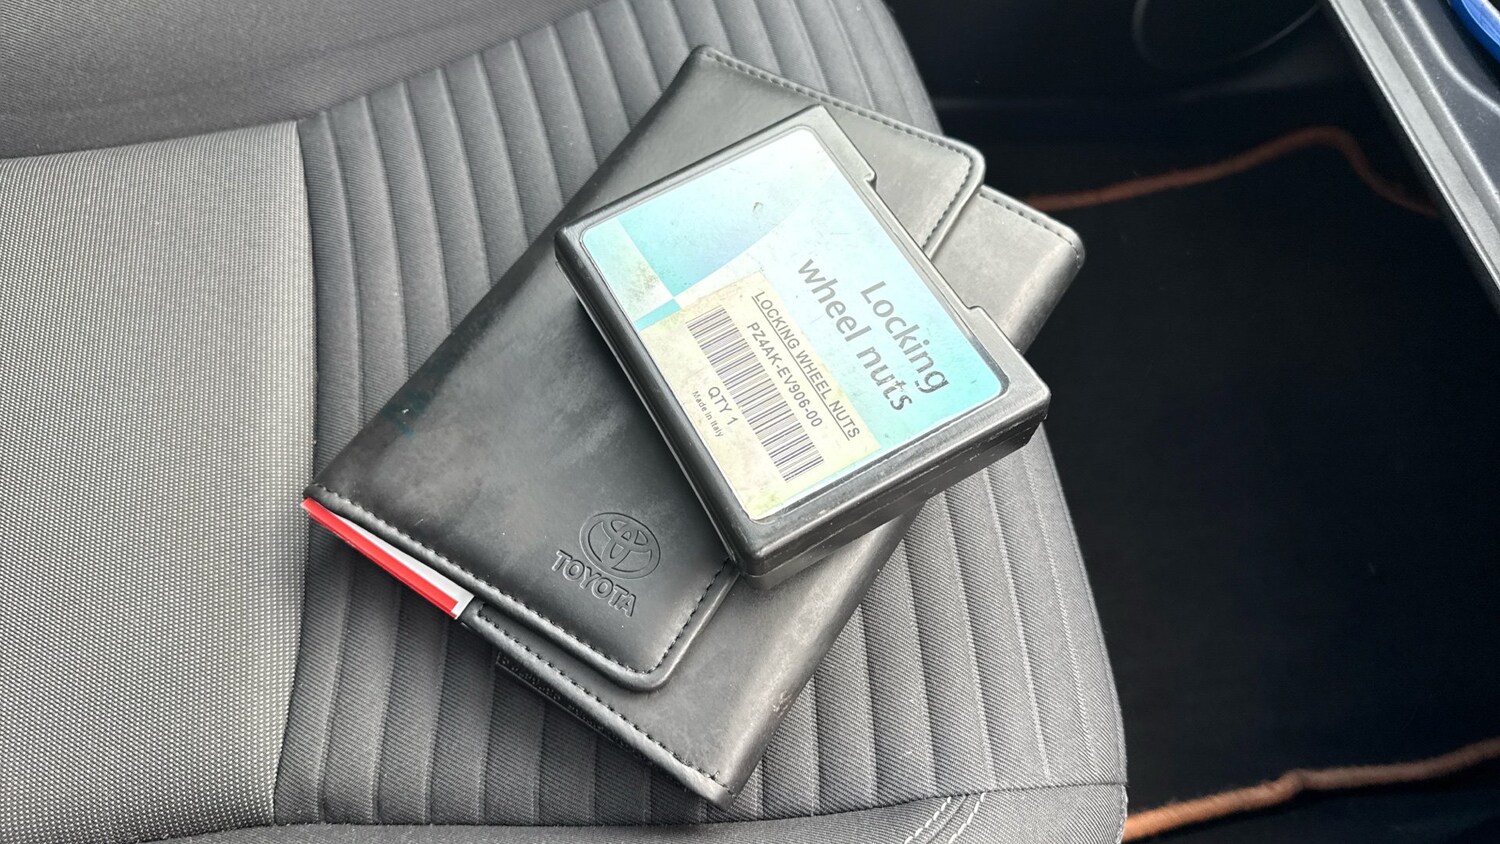 Locking
wheel nuts
LOCKING WHEEL NUTS
PZ4AK-EV906-00
QTY 1
Made in Italy
TOYOTA